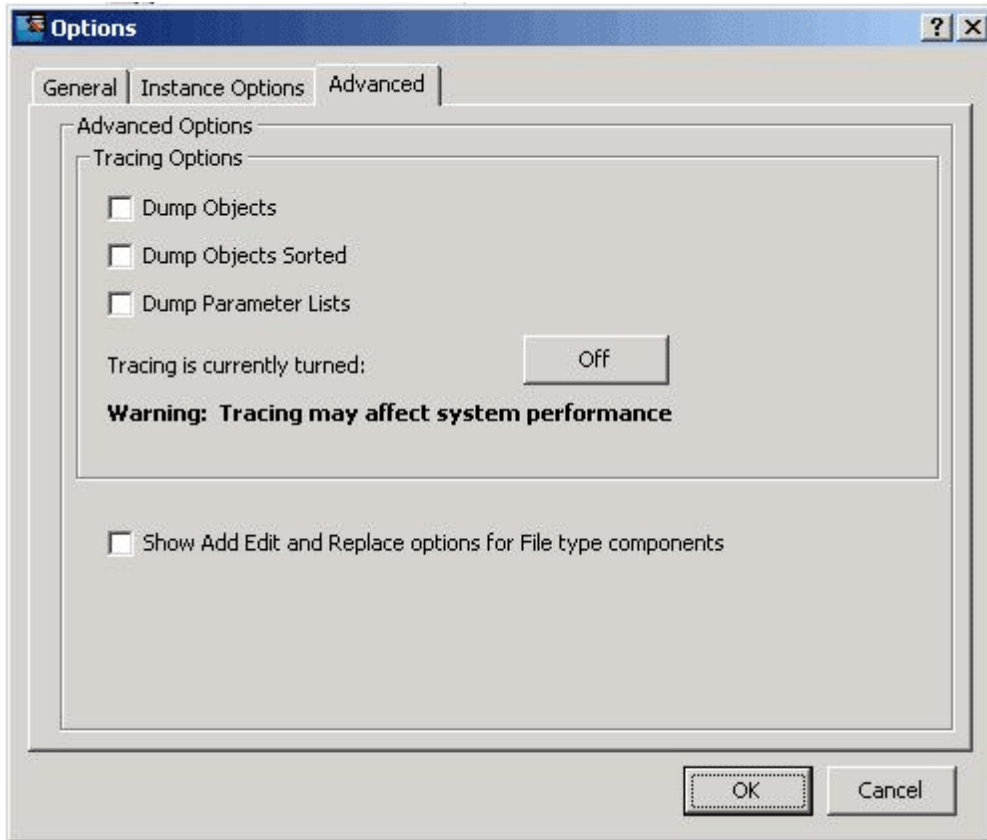 Options
General
Instance Options
Advanced
Advanced Options
Tracing Options
Dump Objects
Dump Objects Sorted
Dump Parameter Lists
Tracing is currently turned:
Off
Warning: Tracing may affect system performance
Show Add Edit and Replace options for File type components
OK
Cancel